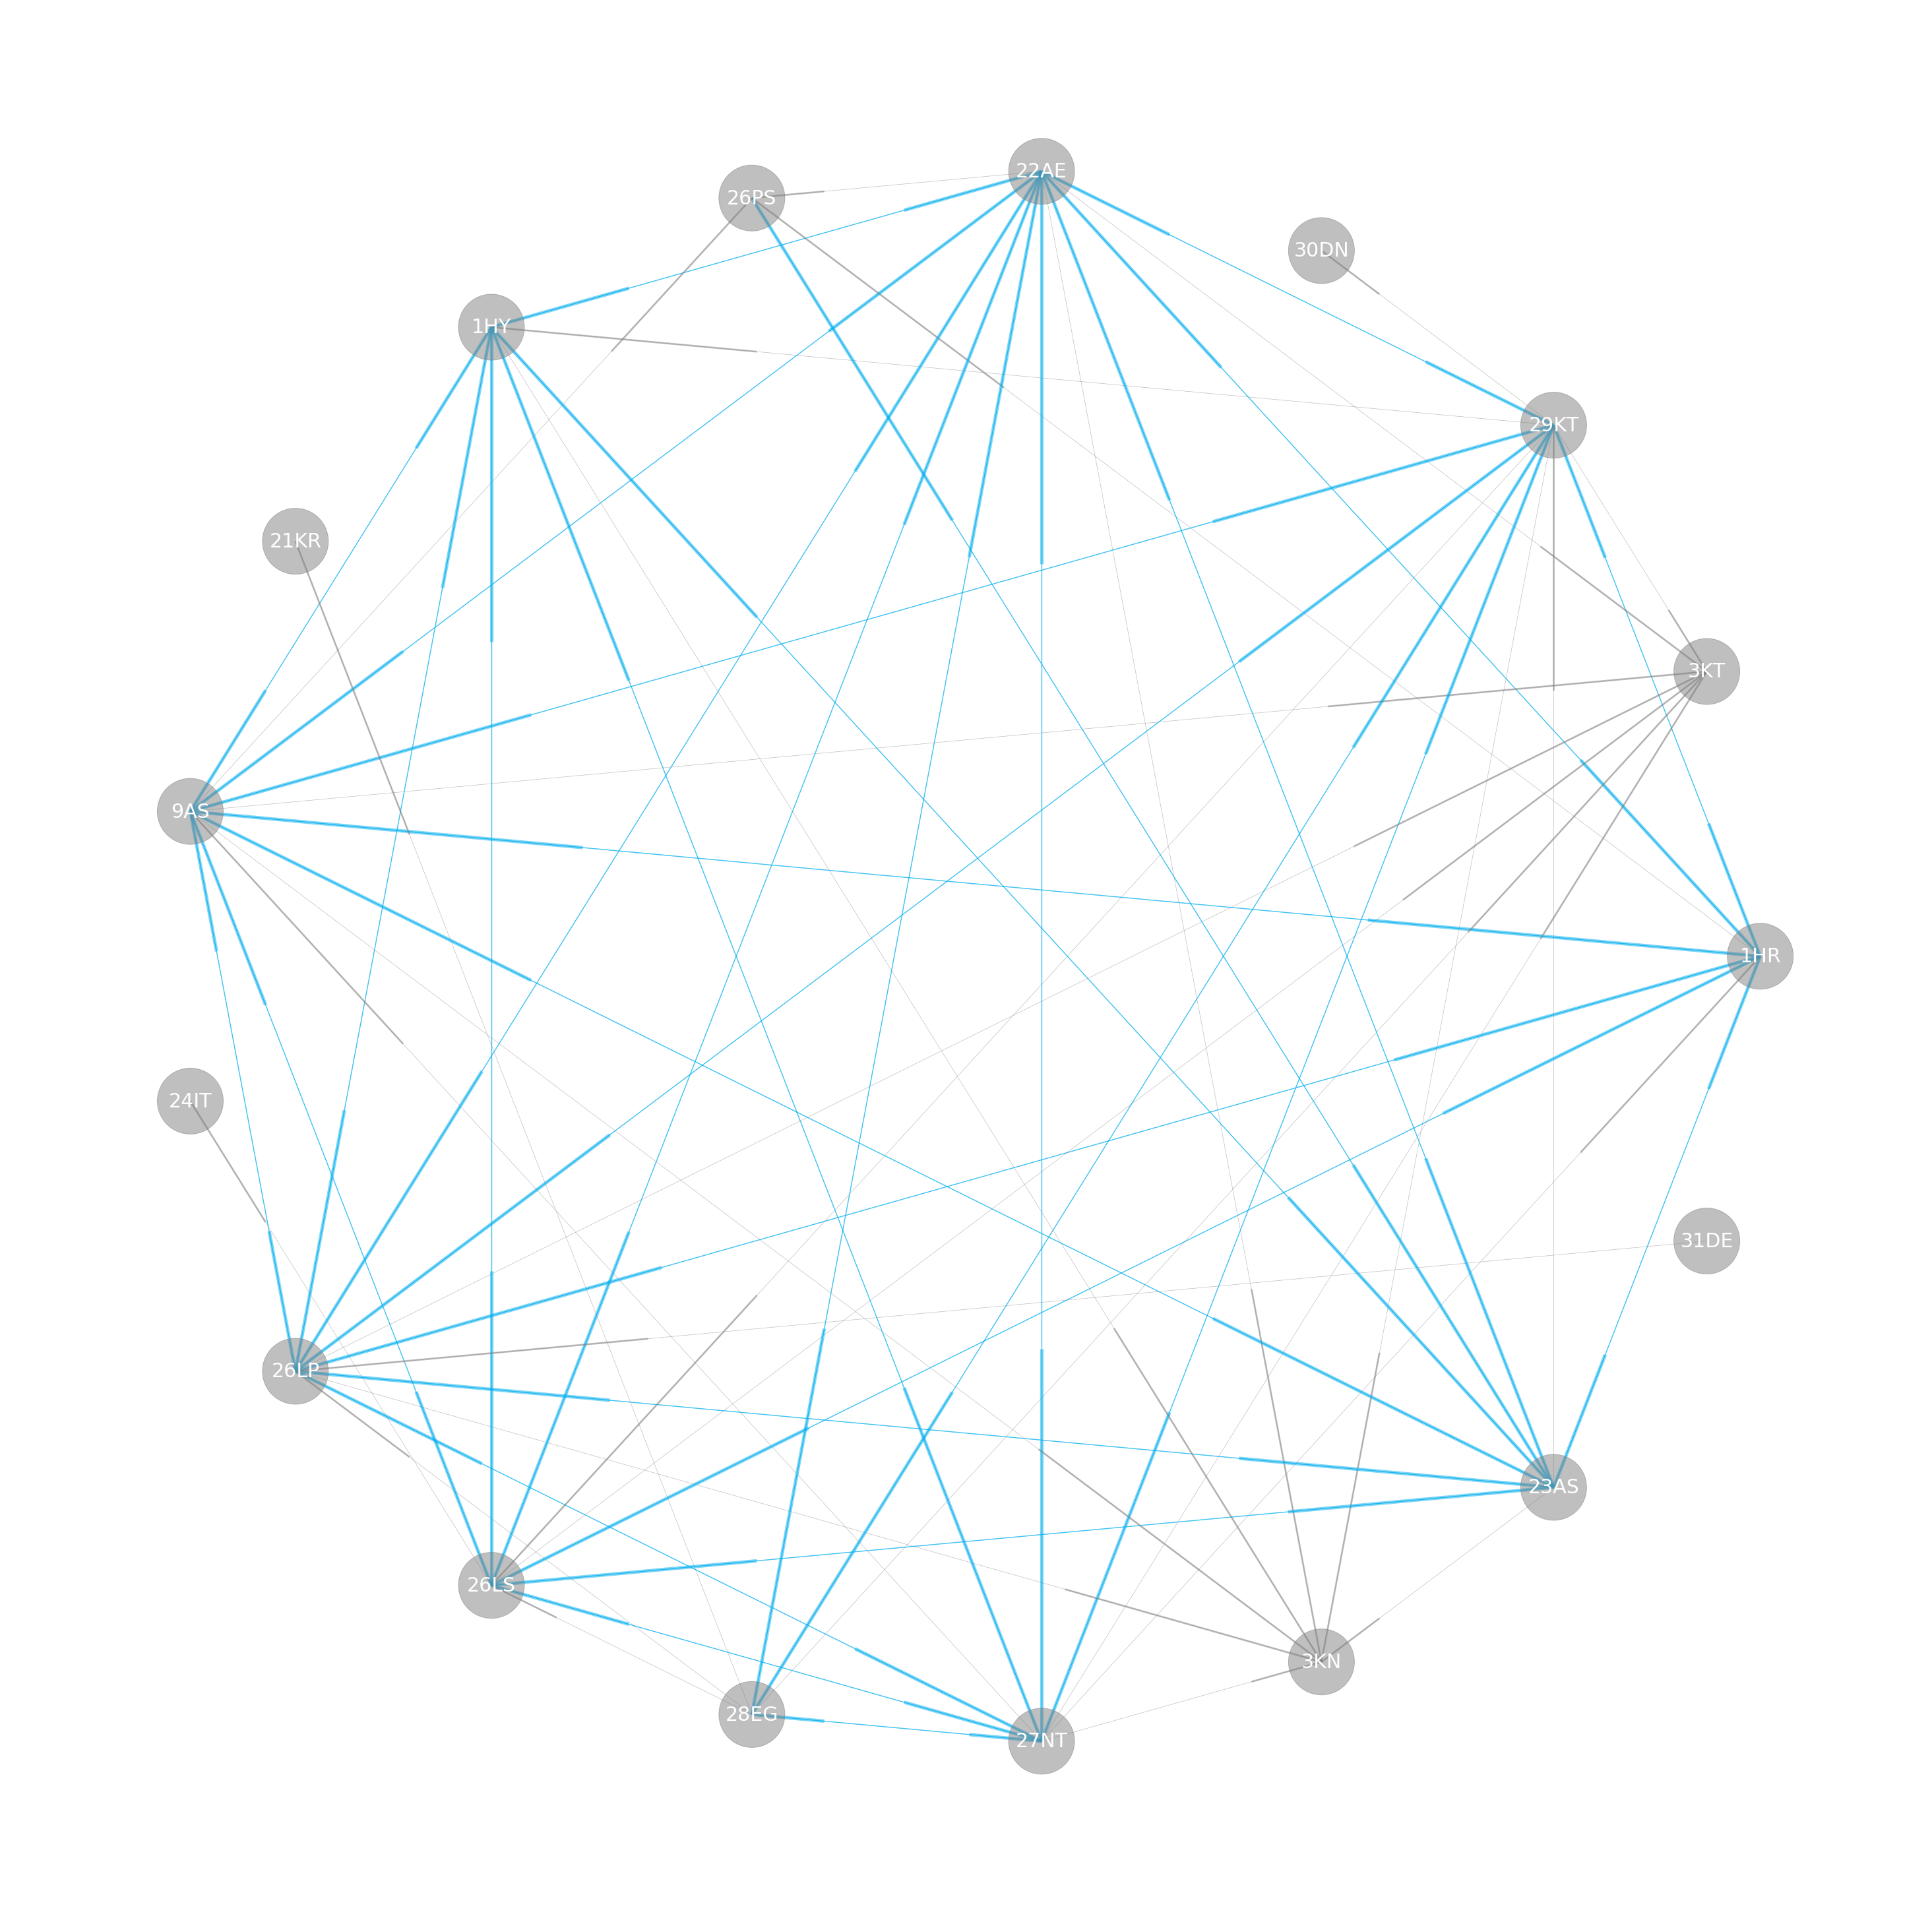 22AE
26PS
30DN
1HY
29KT
21KR
3KT
9AS
1HR
24IT
31DE
26LP
23AS
26LS
3KN
28EG
27NT